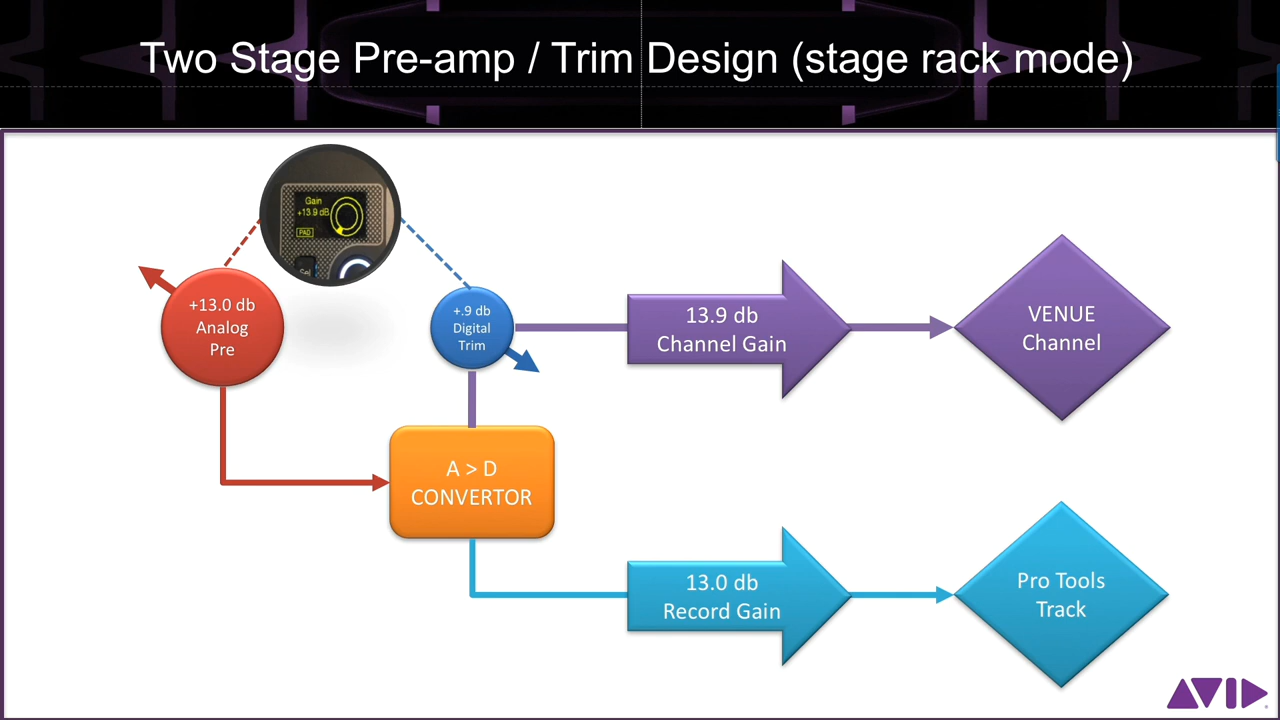 Two Stage Pre-amp / Trim Design (stage rack mode)
Gain
+13.9 dB
PAD
Sel
+13.0 db
Analog
Pre
+.9 db
Digital
Trim
13.9 db
Channel Gain
VENUE
Channel
A > D
CONVERTOR
13.0 db
Record Gain
Pro Tools
Track
AVID